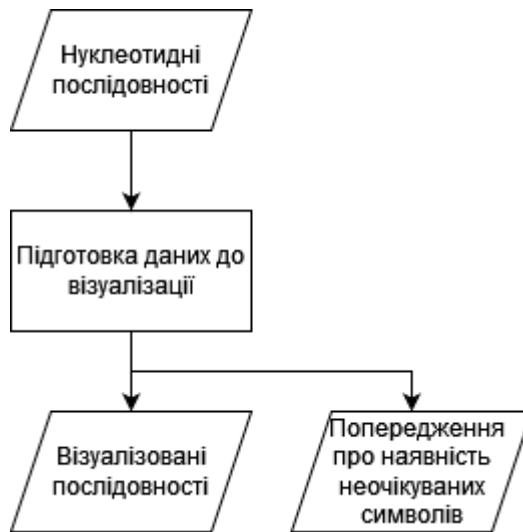 Нуклеотидні
послідовності
Підготовка даних до
візуалізації
Візуалізовані
послідовності
Попередження
про наявність
неочікуваних
символів